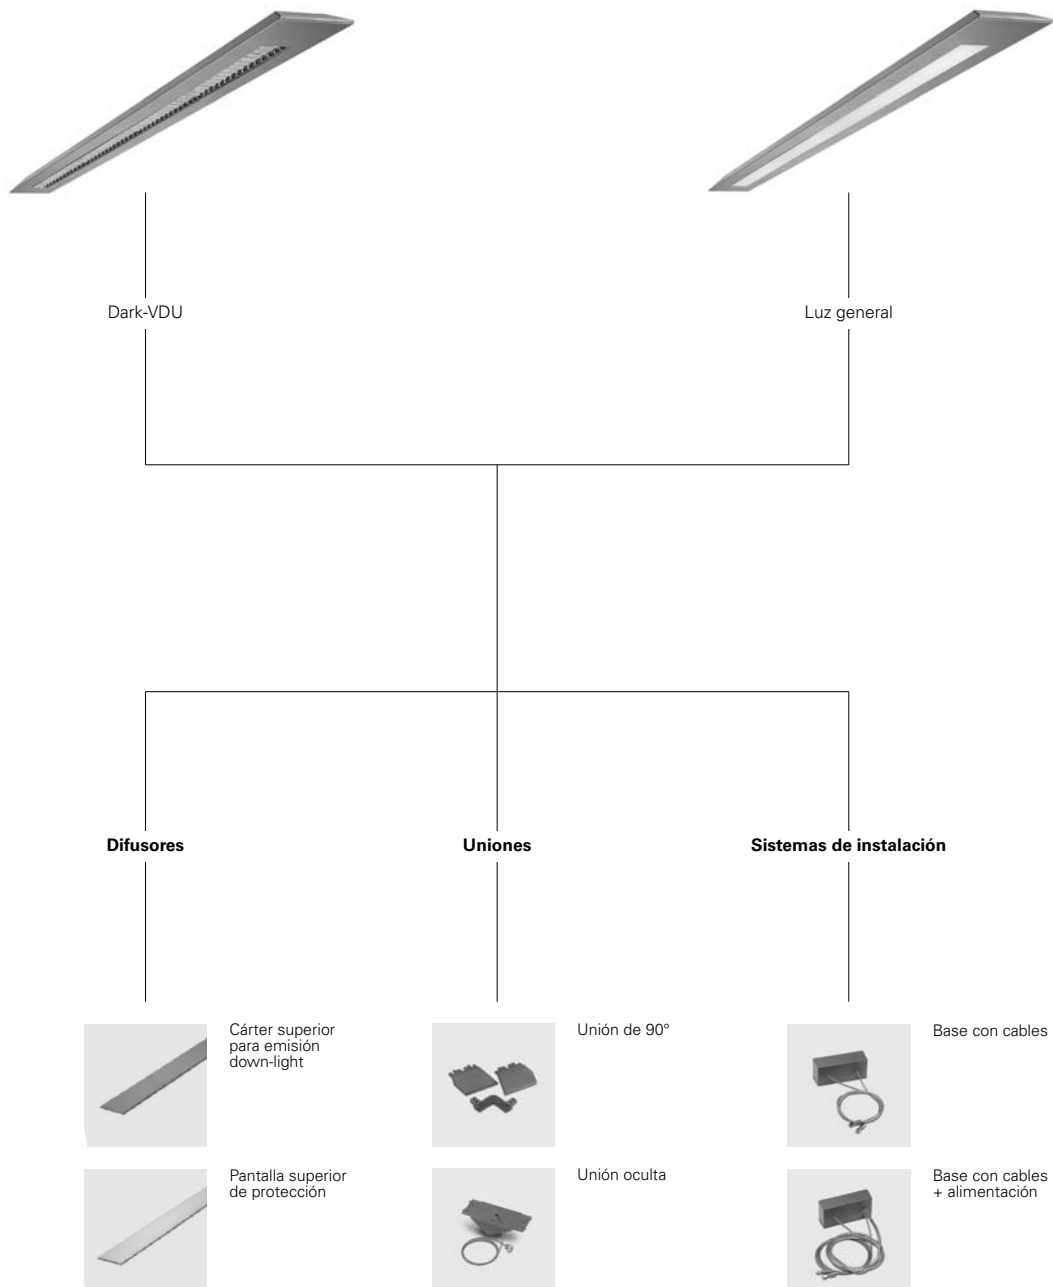 Dark-VDU
Luz general
Difusores
Uniones
Sistemas de instalación
Cárter superior
para emisión
down-light
Unión de 90°
Base con cables
Pantalla superior
de protección
Unión oculta
Base con cables
+ alimentación